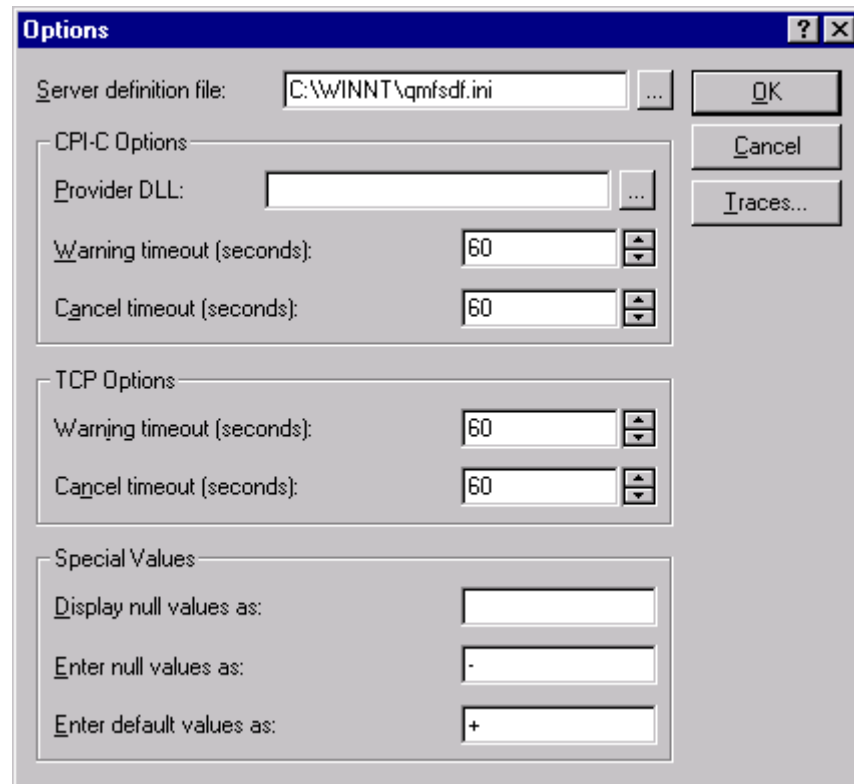 Options
Server definition file: C:\WINNT\qmfsdf.ini ... OK
CPI-C Options Cancel
Provider DLL: ... Traces...
Warning timeout (seconds): 60
Cancel timeout (seconds): 60
TCP Options
Warning timeout (seconds): 60
Cancel timeout (seconds): 60
Special Values
Display null values as:
Enter null values as: -
Enter default values as: +